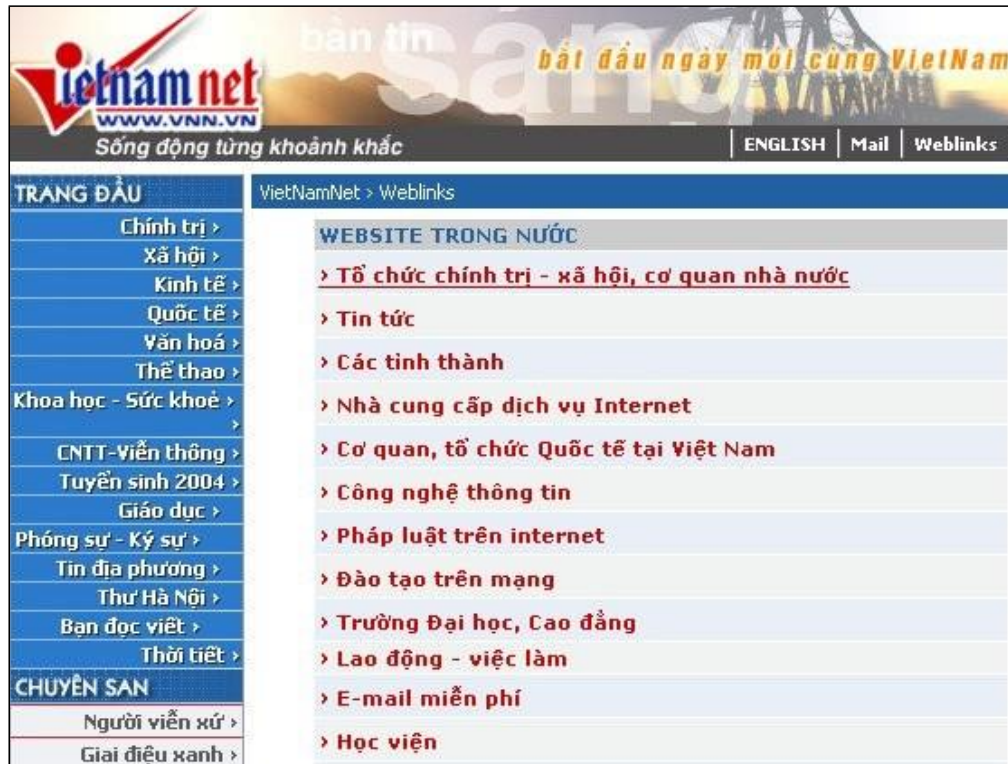 bản tin
sáng
bắt đầu ngày mới cùng VietNam
Vietnam net
WWW.VNN.VN
Sống động từng khoảnh khắc
ENGLISH | Mail | Weblinks
TRANG ĐẦU
Chính trị ›
Xã hội ›
Kinh tế ›
Quốc tế ›
Văn hoá ›
Thể thao ›
Khoa học - Sức khoẻ ›
›
CNTT-Viễn thông ›
Tuyển sinh 2004 ›
Giáo dục ›
Phóng sự - Ký sự ›
Tin địa phương ›
Thư Hà Nội ›
Bạn đọc viết ›
Thời tiết ›
CHUYÊN SAN
Người viễn xứ ›
Giai điệu xanh ›
VietNamNet › Weblinks
WEBSITE TRONG NƯỚC
› Tổ chức chính trị - xã hội, cơ quan nhà nước
› Tin tức
› Các tỉnh thành
› Nhà cung cấp dịch vụ Internet
› Cơ quan, tổ chức Quốc tế tại Việt Nam
› Công nghệ thông tin
› Pháp luật trên internet
› Đào tạo trên mạng
› Trường Đại học, Cao đẳng
› Lao động - việc làm
› E-mail miễn phí
› Học viện